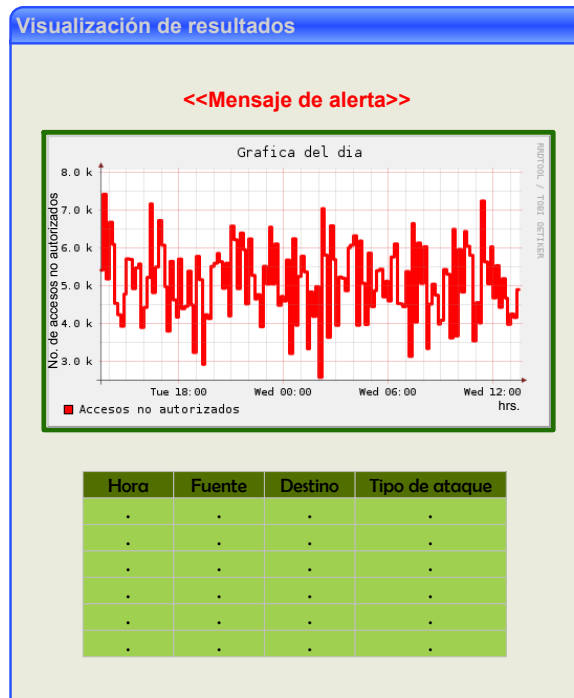 Visualización de resultados
<<Mensaje de alerta>>
Grafica del dia
RRDTOOL / TOBI OETIKER
No. de accesos no autorizados
8.0 k
7.0 k
6.0 k
5.0 k
4.0 k
3.0 k
Tue 18:00 Wed 00:00 Wed 06:00 Wed 12:00
hrs.
Accesos no autorizados
Hora Fuente Destino Tipo de ataque
. . . .
. . . .
. . . .
. . . .
. . . .
. . . .